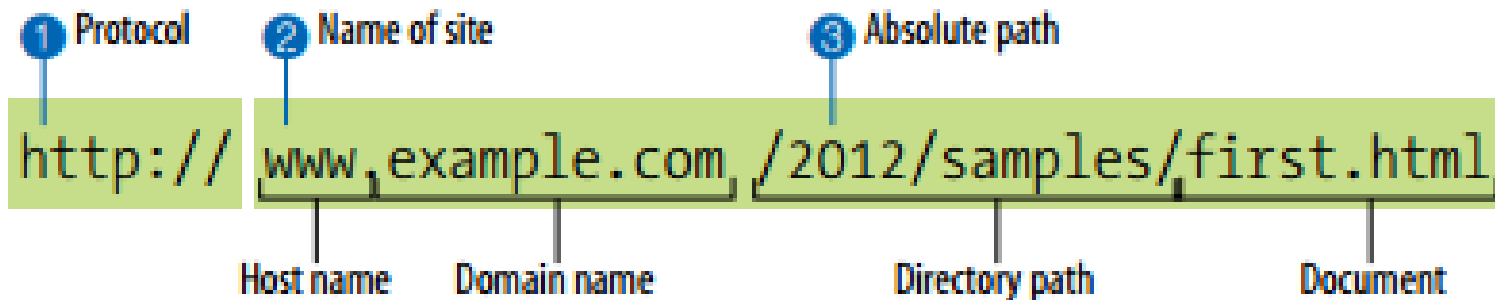 1 Protocol 2 Name of site 3 Absolute path
http:// www.example.com /2012/samples/first.html
Host name Domain name Directory path Document